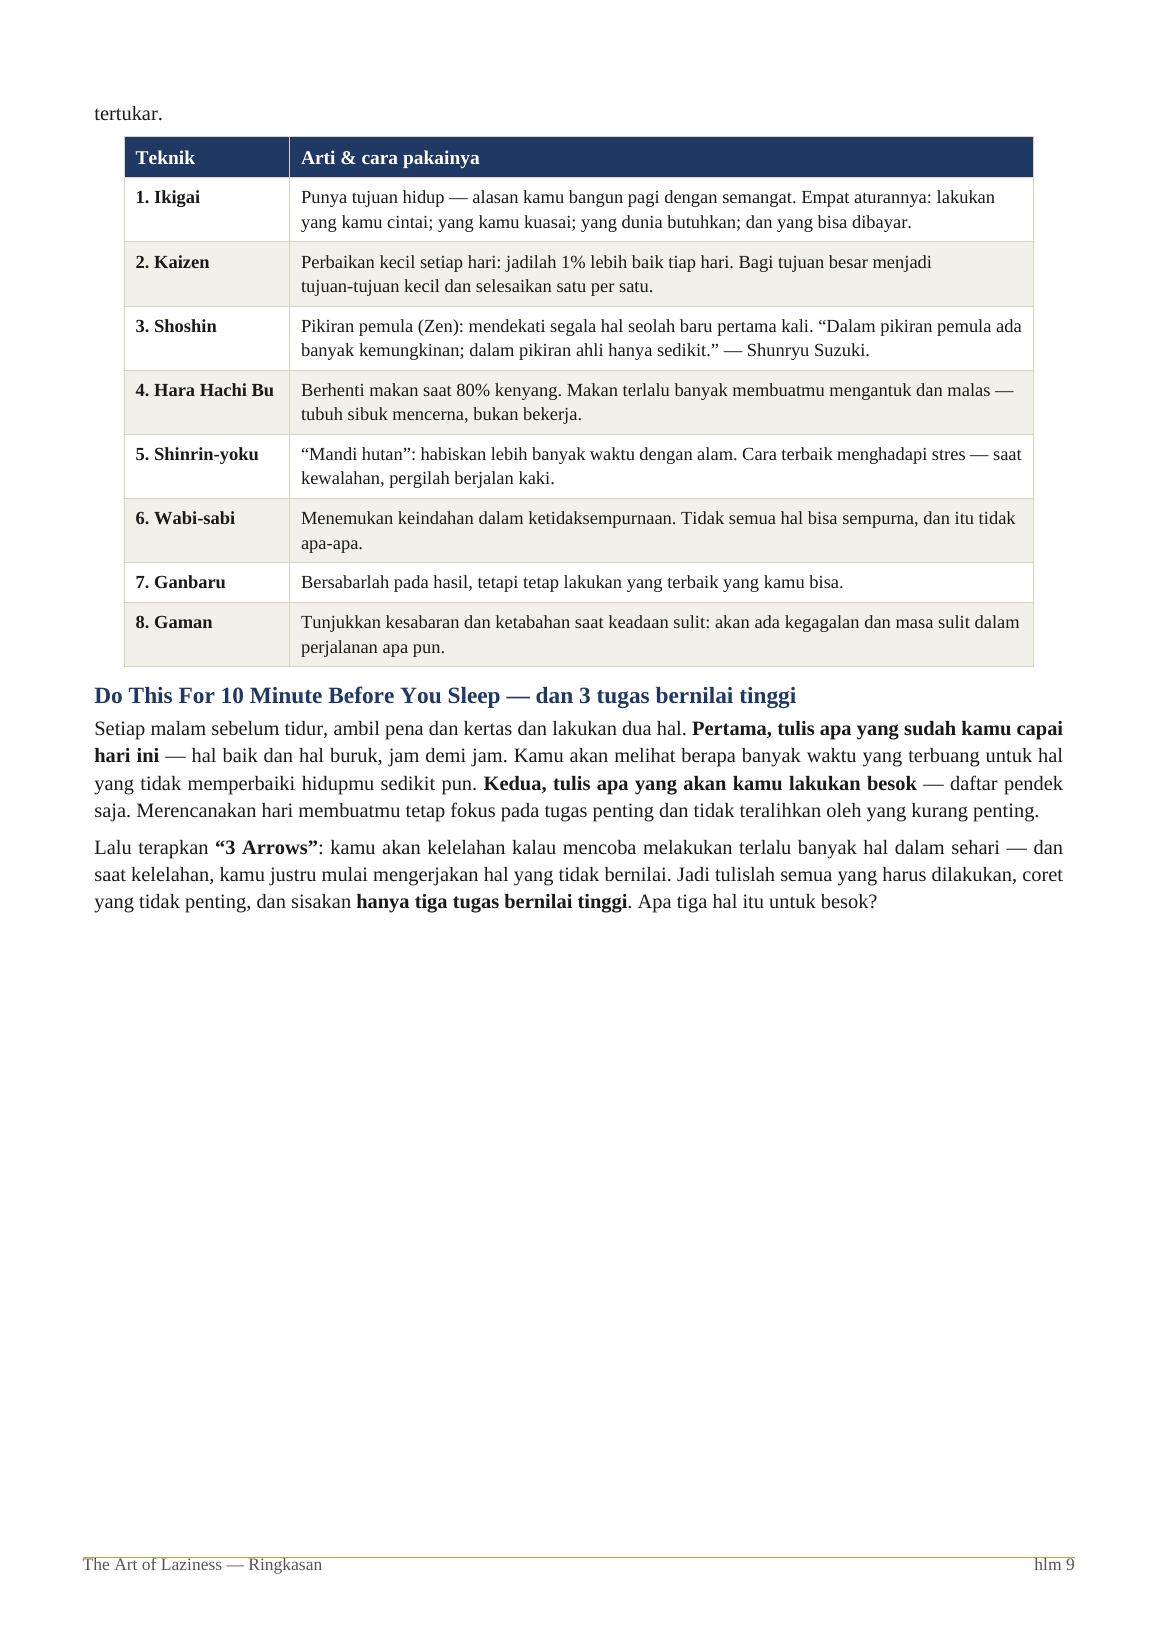 tertukar.
Teknik
Arti & cara pakainya
1. Ikigai
Punya tujuan hidup — alasan kamu bangun pagi dengan semangat. Empat aturannya: lakukan
yang kamu cintai; yang kamu kuasai; yang dunia butuhkan; dan yang bisa dibayar.
2. Kaizen
Perbaikan kecil setiap hari: jadilah 1% lebih baik tiap hari. Bagi tujuan besar menjadi
tujuan-tujuan kecil dan selesaikan satu per satu.
3. Shoshin
Pikiran pemula (Zen): mendekati segala hal seolah baru pertama kali. “Dalam pikiran pemula ada
banyak kemungkinan; dalam pikiran ahli hanya sedikit.” — Shunryu Suzuki.
4. Hara Hachi Bu
Berhenti makan saat 80% kenyang. Makan terlalu banyak membuatmu mengantuk dan malas —
tubuh sibuk mencerna, bukan bekerja.
5. Shinrin-yoku
“Mandi hutan”: habiskan lebih banyak waktu dengan alam. Cara terbaik menghadapi stres — saat
kewalahan, pergilah berjalan kaki.
6. Wabi-sabi
Menemukan keindahan dalam ketidaksempurnaan. Tidak semua hal bisa sempurna, dan itu tidak
apa-apa.
7. Ganbaru
Bersabarlah pada hasil, tetapi tetap lakukan yang terbaik yang kamu bisa.
8. Gaman
Tunjukkan kesabaran dan ketabahan saat keadaan sulit: akan ada kegagalan dan masa sulit dalam
perjalanan apa pun.
Do This For 10 Minute Before You Sleep — dan 3 tugas bernilai tinggi
Setiap malam sebelum tidur, ambil pena dan kertas dan lakukan dua hal. Pertama, tulis apa yang sudah kamu capai
hari ini — hal baik dan hal buruk, jam demi jam. Kamu akan melihat berapa banyak waktu yang terbuang untuk hal
yang tidak memperbaiki hidupmu sedikit pun. Kedua, tulis apa yang akan kamu lakukan besok — daftar pendek
saja. Merencanakan hari membuatmu tetap fokus pada tugas penting dan tidak teralihkan oleh yang kurang penting.
Lalu terapkan “3 Arrows”: kamu akan kelelahan kalau mencoba melakukan terlalu banyak hal dalam sehari — dan
saat kelelahan, kamu justru mulai mengerjakan hal yang tidak bernilai. Jadi tulislah semua yang harus dilakukan, coret
yang tidak penting, dan sisakan hanya tiga tugas bernilai tinggi. Apa tiga hal itu untuk besok?
The Art of Laziness — Ringkasan
hlm 9